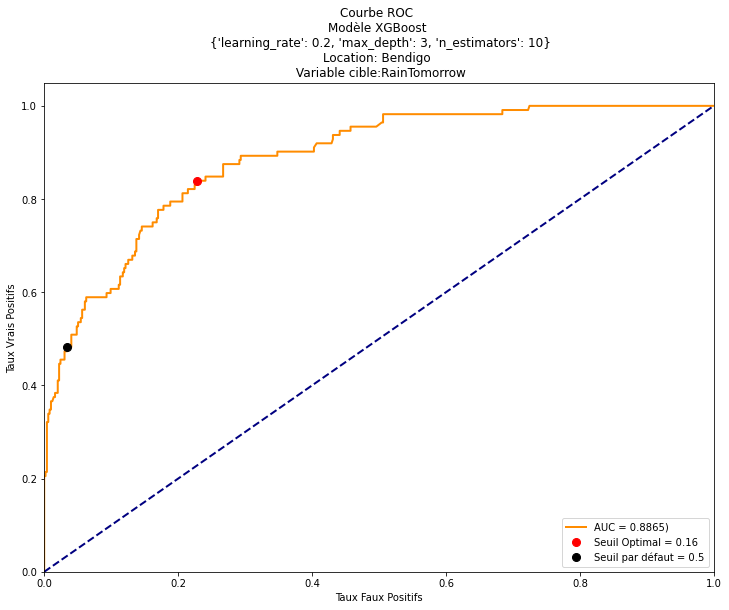 Courbe ROC
Modèle XGBoost
{'learning_rate': 0.2, 'max_depth': 3, 'n_estimators': 10}
Location: Bendigo
Variable cible:RainTomorrow
Taux Vrais Positifs
1.0
0.8
0.6
0.4
0.2
0.0
0.0 0.2 0.4 0.6 0.8 1.0
Taux Faux Positifs
AUC = 0.8865)
Seuil Optimal = 0.16
Seuil par défaut = 0.5